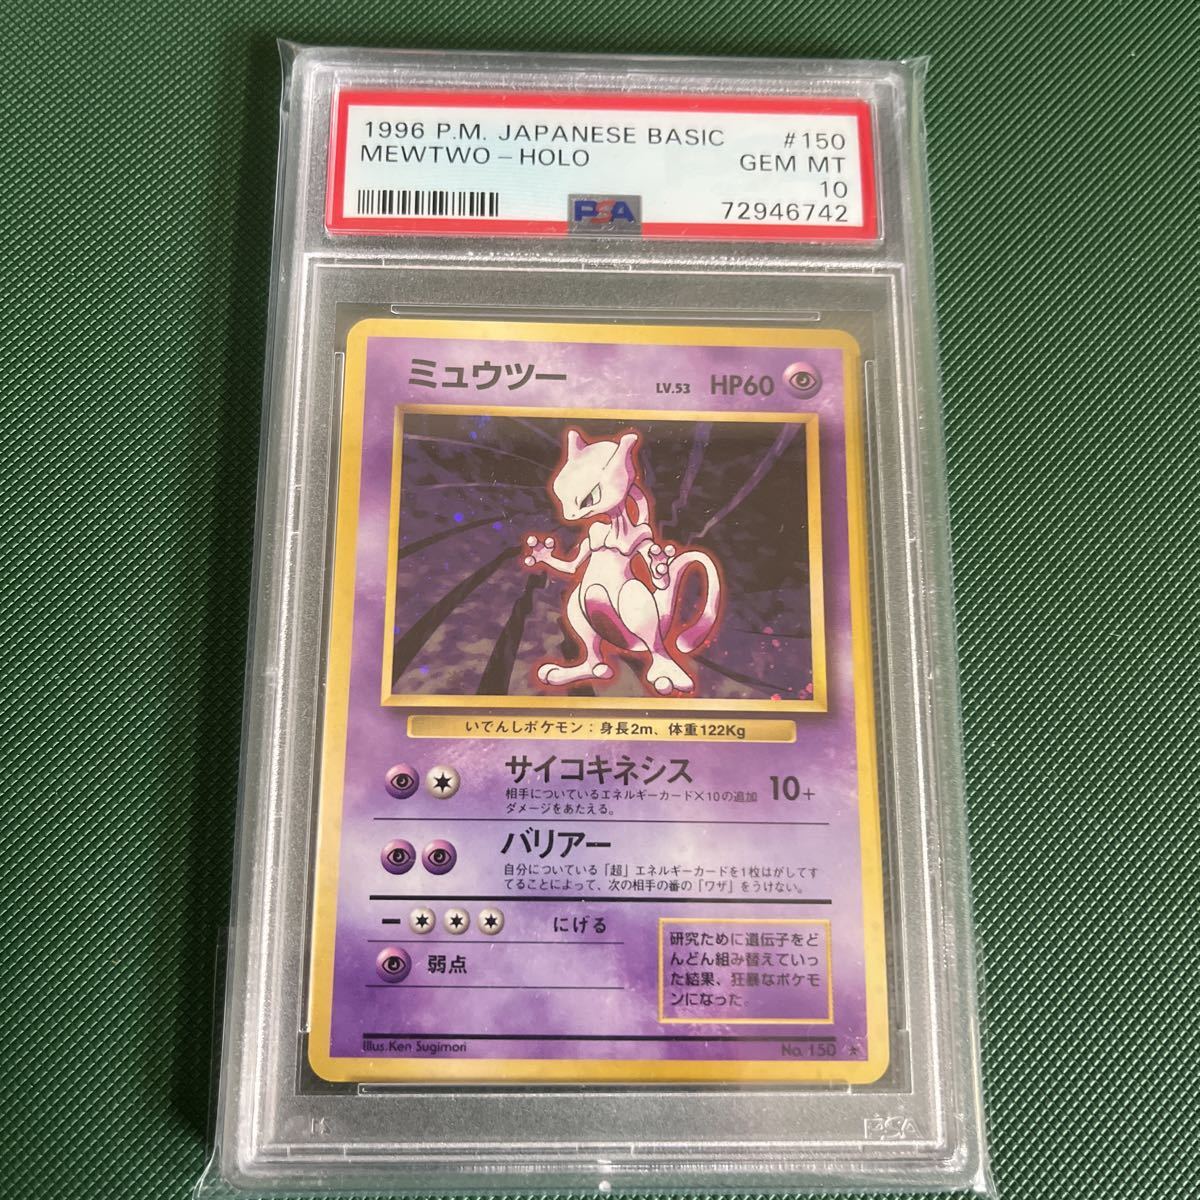 1996 P.M. JAPANESE BASIC #150
MEWTWO - HOLO GEM MT
10
PSA 72946742
ミュウツー LV.53 HP60
いでんしポケモン:身長2m、体重122Kg
サイコキネシス 10+
相手についているエネルギーカード×10の追加
ダメージをあたえる。
バリアー
自分についている「超」エネルギーカードを1枚はがしてす
てることによって、次の相手の番の「ワザ」をうけない。
ー にげる
弱点
研究ために遺伝子をど
んどん組み替えていっ
た結果、狂暴なポケモ
ンになった。
Illus.Ken Sugimori No. 150 ★
PSA